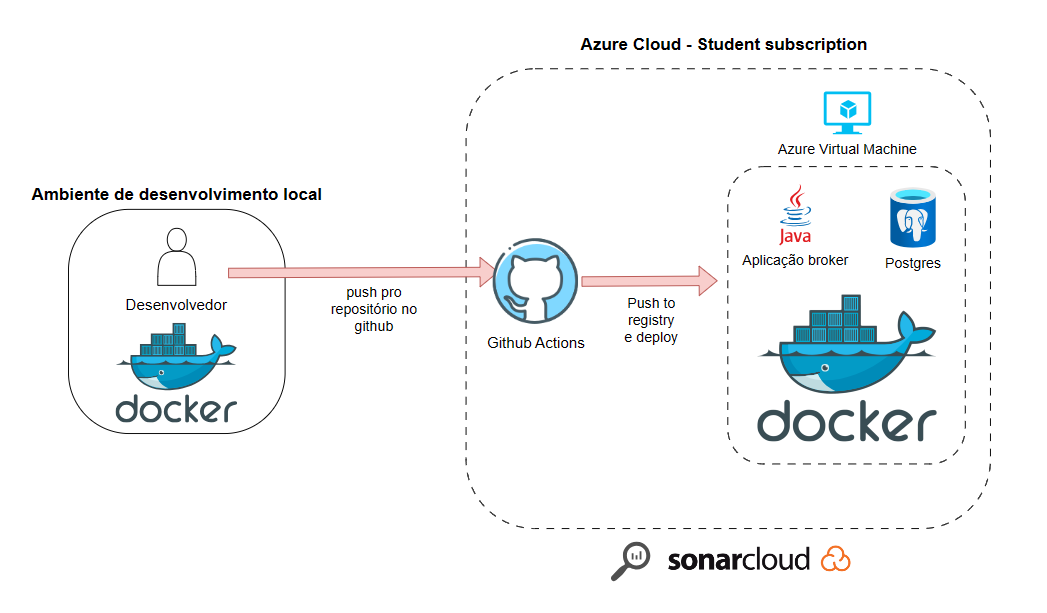 Azure Cloud - Student subscription
Azure Virtual Machine
Ambiente de desenvolvimento local
Java
Aplicação broker
Postgres
Desenvolvedor
push pro
repositório no
github
Github Actions
Push to
registry
e deploy
docker
docker
sonarcloud